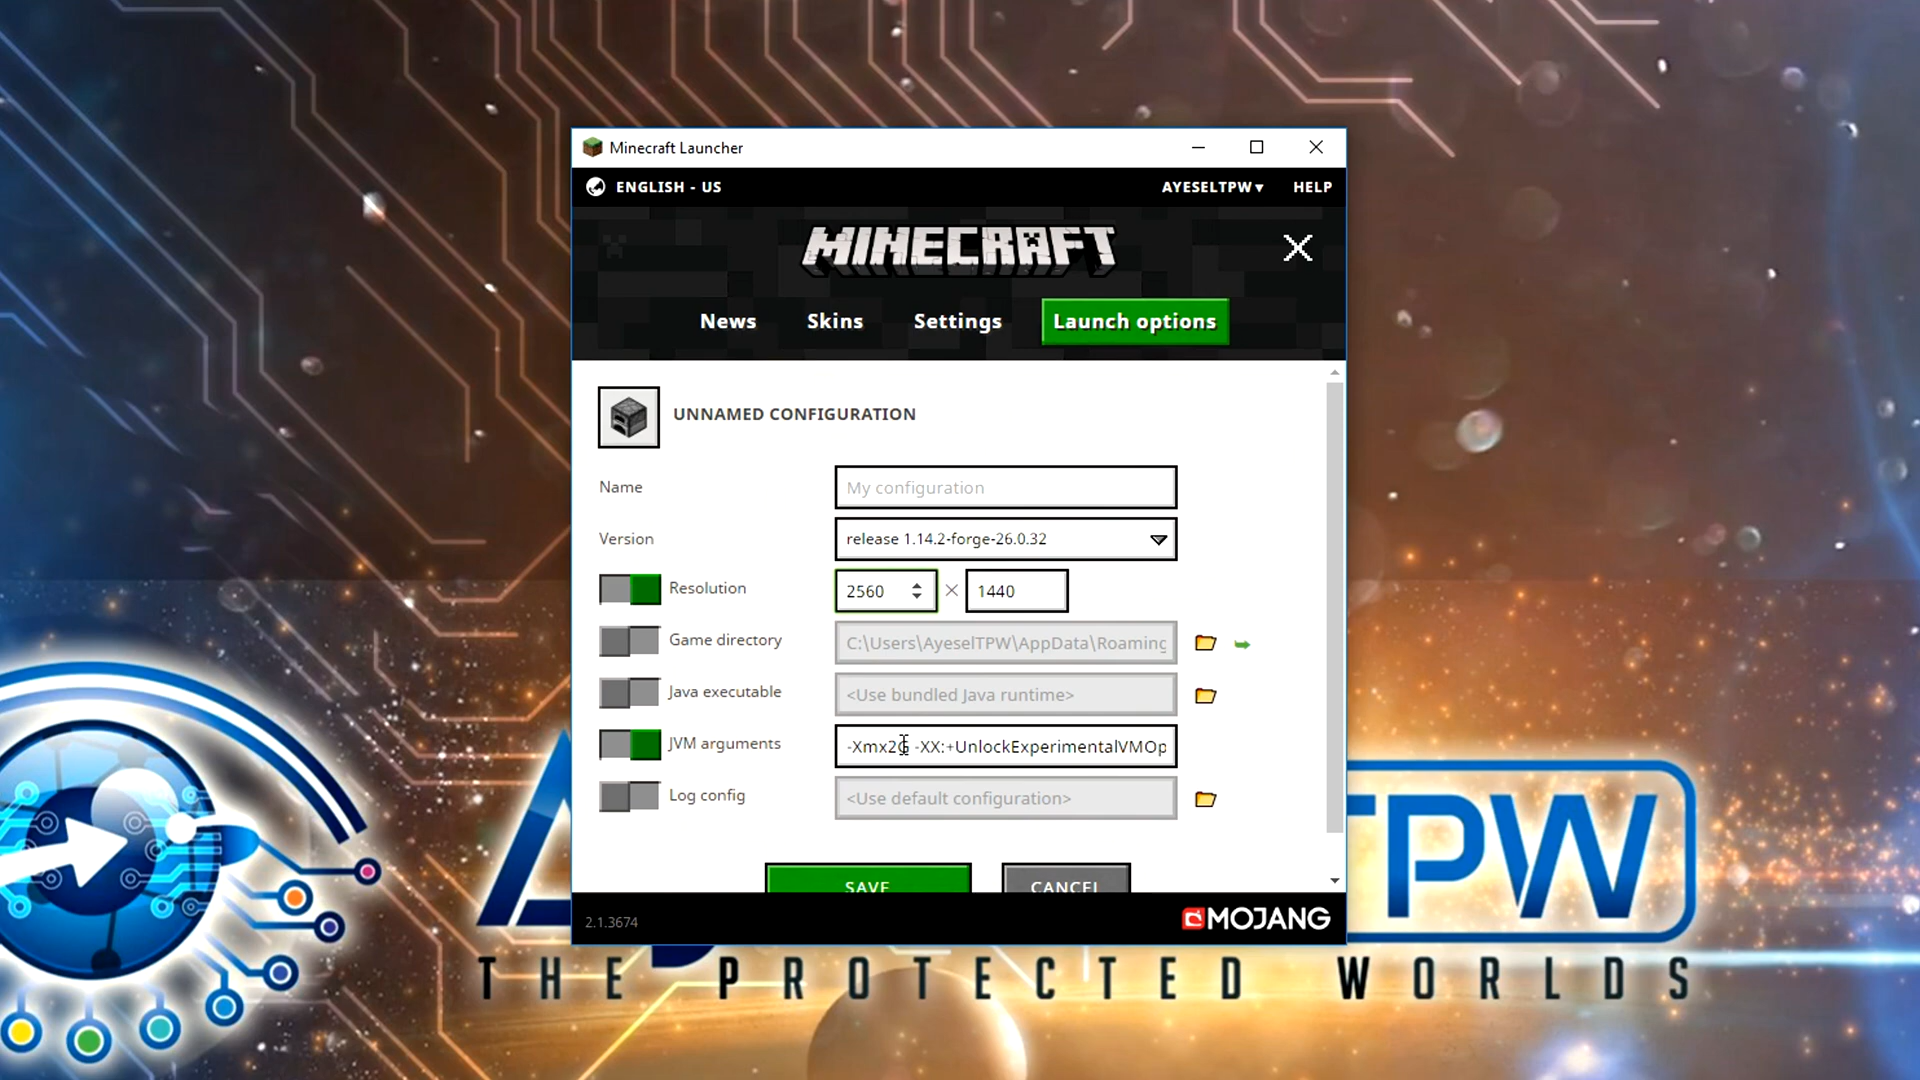 Minecraft Launcher
ENGLISH - US
AYESELTPW
HELP
MINECRAFT
News
Skins
Settings
Launch options
UNNAMED CONFIGURATION
Name
My configuration
Version
release 1.14.2-forge-26.0.32
Resolution
2560
1440
Game directory
C:\Users\AyeselTPW\AppData\Roaming
Java executable
<Use bundled Java runtime>
JVM arguments
-Xmx2G -XX:+UnlockExperimentalVMOp
Log config
<Use default configuration>
SAVE
CANCEL
2.1.3674
MOJANG
TPW
THE PROTECTED WORLDS